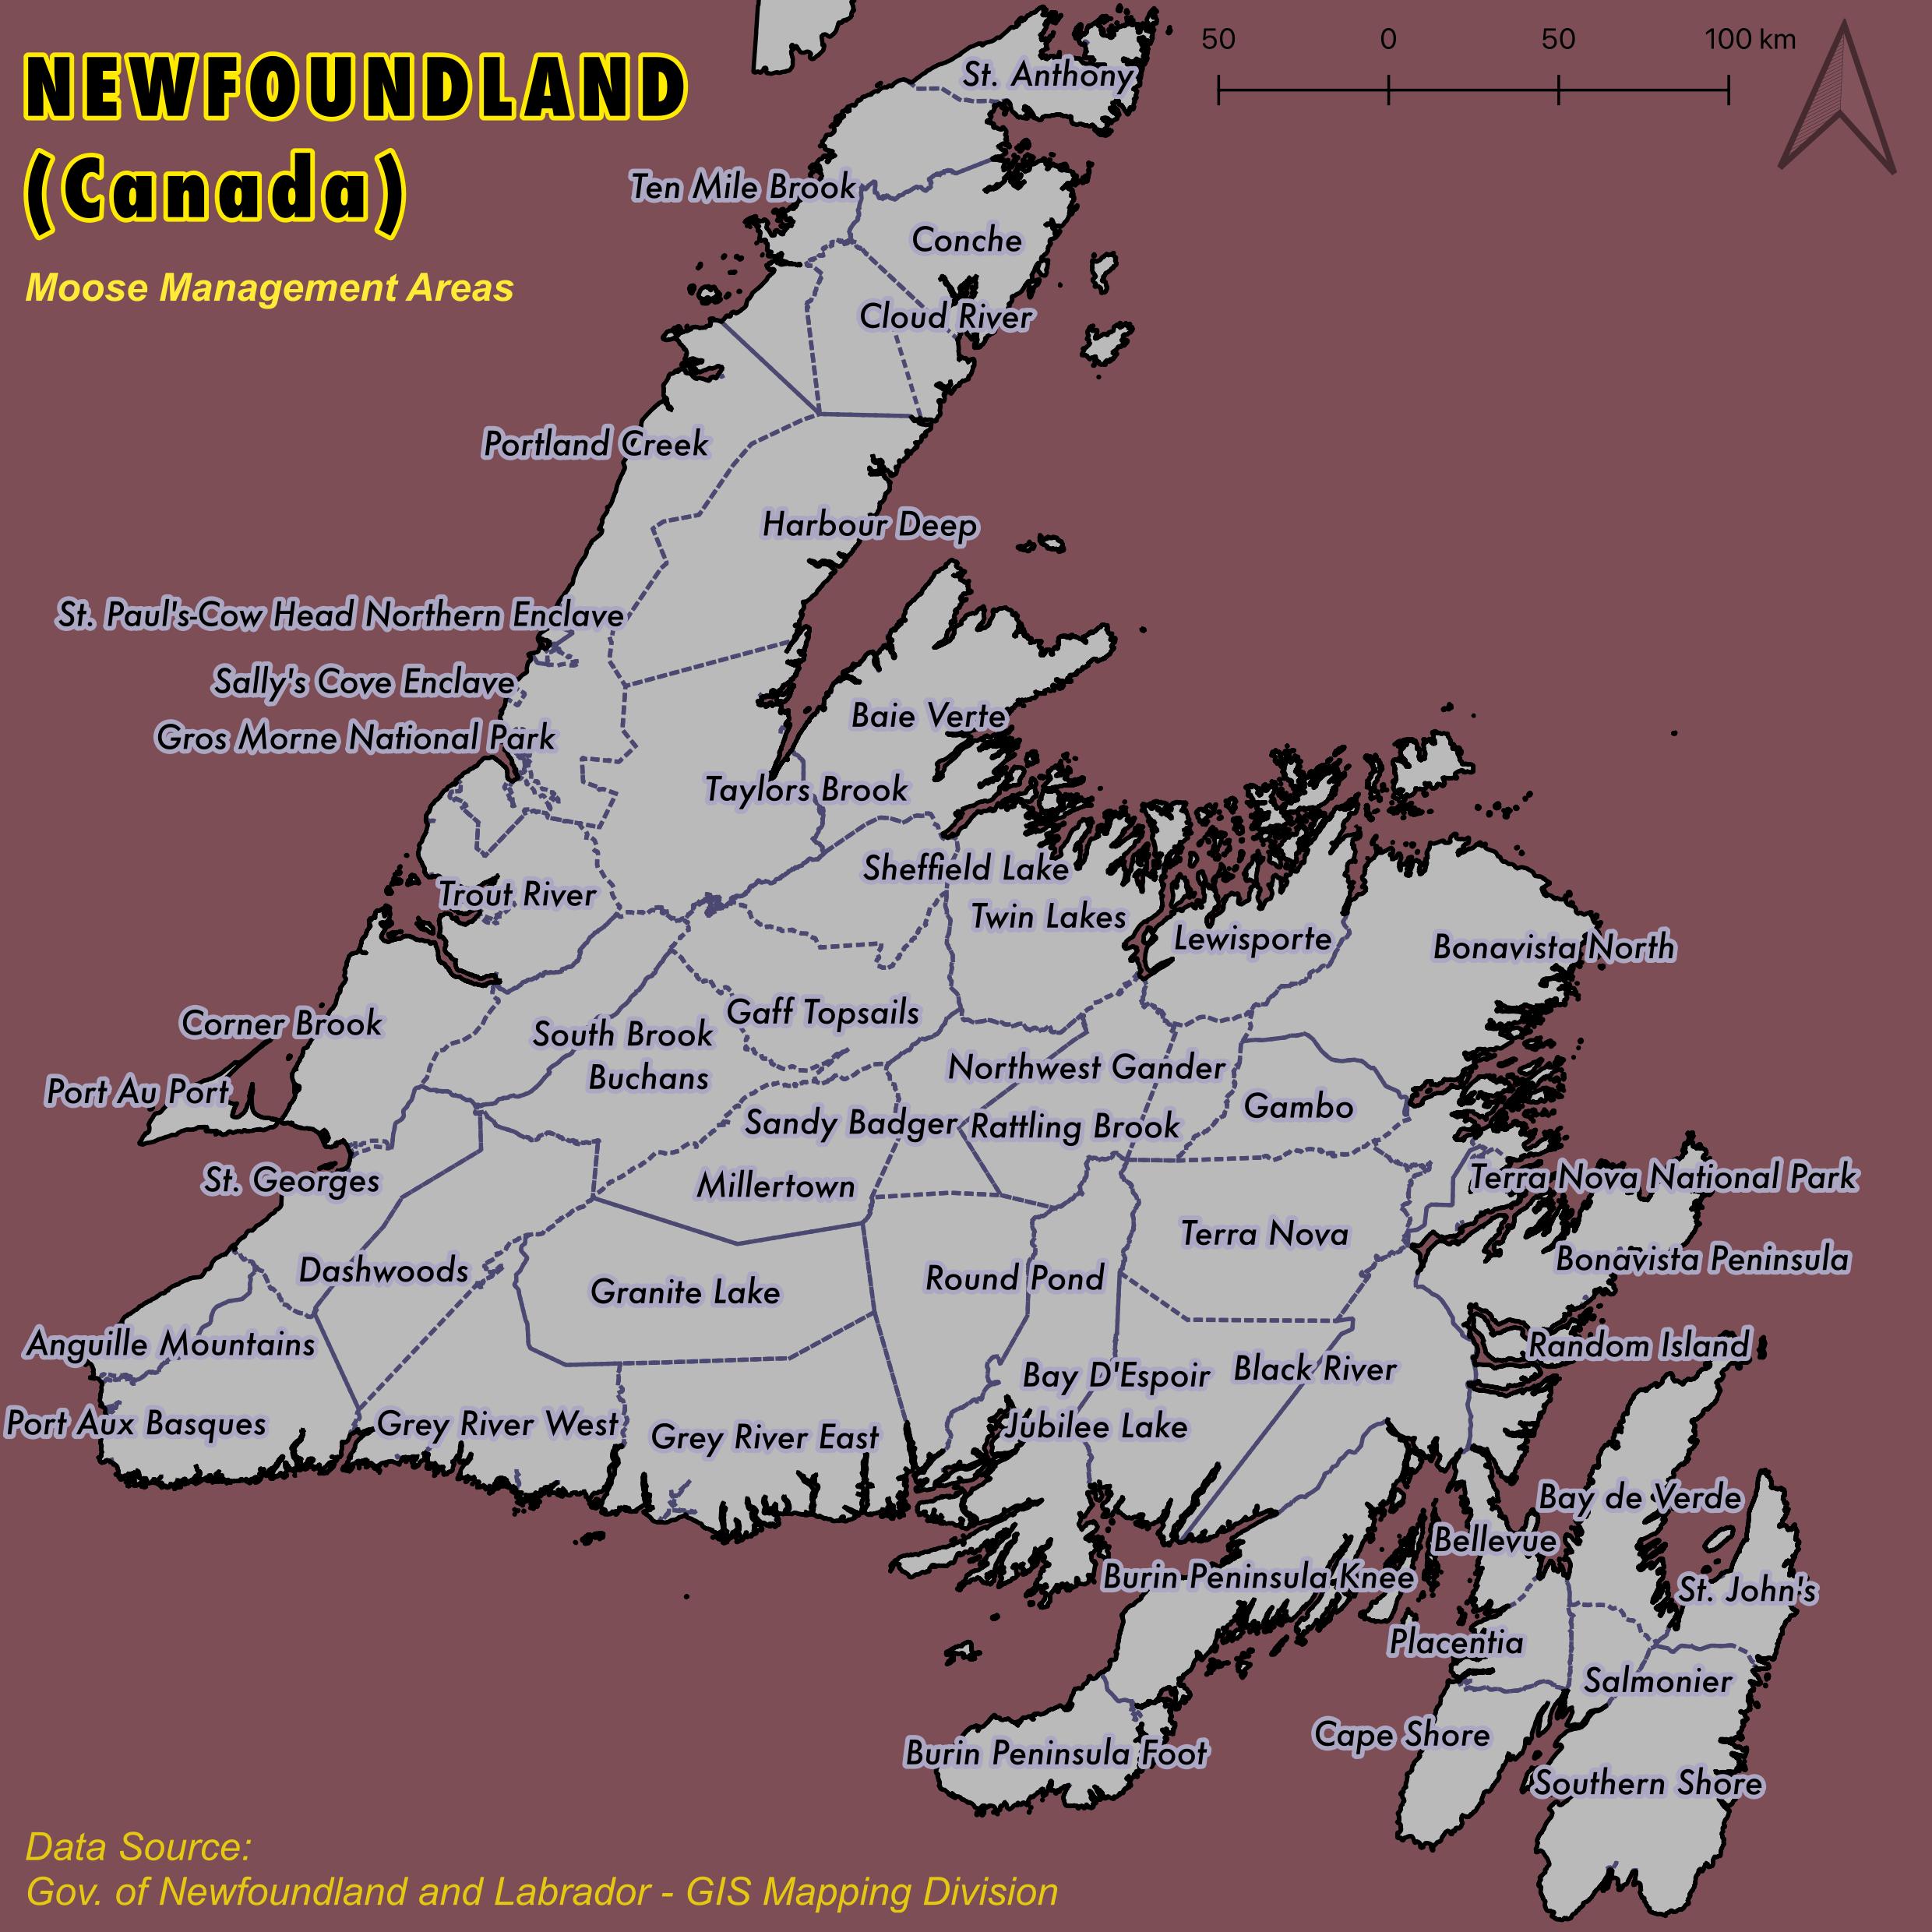 NEWFOUNDLAND
(Canada)
Moose Management Areas
50 0 50 100 km
St. Anthony
Ten Mile Brook
Conche
Cloud River
Portland Creek
Harbour Deep
St. Paul's-Cow Head Northern Enclave
Sally's Cove Enclave
Gros Morne National Park
Baie Verte
Taylors Brook
Sheffield Lake
Trout River
Twin Lakes
Lewisporte
Bonavista North
Corner Brook
South Brook
Gaff Topsails
Port Au Port
Buchans
Northwest Gander
Gambo
Sandy Badger
Rattling Brook
St. Georges
Millertown
Terra Nova National Park
Terra Nova
Dashwoods
Granite Lake
Round Pond
Bonavista Peninsula
Anguille Mountains
Random Island
Bay D'Espoir
Black River
Port Aux Basques
Grey River West
Grey River East
Jubilee Lake
Bay de Verde
Bellevue
Burin Peninsula Knee
St. John's
Placentia
Salmonier
Cape Shore
Burin Peninsula Foot
Southern Shore
Data Source:
Gov. of Newfoundland and Labrador - GIS Mapping Division